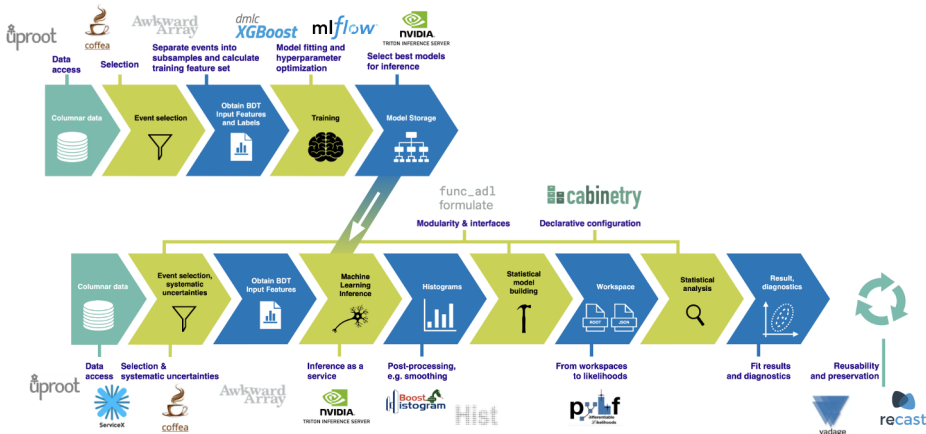 uproot
coffea
Awkward
Array
dmlc
XGBoost
mlflow
NVIDIA.
TRITON INFERENCE SERVER
Data
access
Selection
Separate events into
subsamples and calculate
training feature set
Model fitting and
hyperparameter
optimization
Select best models
for inference
Columnar data
Event selection
Obtain BDT
Input Features
and Labels
Training
Model Storage
func_adl
formulate
cabinetry
Modularity & interfaces
Declarative configuration
Columnar data
Event selection,
systematic
uncertainties
Obtain BDT
Input Features
Machine
Learning
Inference
Histograms
Statistical
model
building
Workspace
ROOT
JSON
Statistical
analysis
Result,
diagnostics
Data
access
Selection &
systematic uncertainties
Inference as a
service
Post-processing,
e.g. smoothing
From workspaces
to likelihoods
Fit results
and diagnostics
Reusability
and preservation
uproot
ServiceX
coffea
Awkward
Array
NVIDIA.
TRITON INFERENCE SERVER
Boost
Histogram
Hist
pyhf
differentiable
likelihoods
yadage
recast